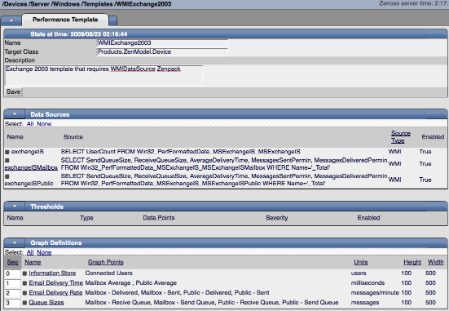 /Devices /Server /Windows /Templates /WMIExchange2003
Zenoss server time: 2:17:
Performance Template
State at time: 2009/06/23 02:16:44
Name WMIExchange2003
Target Class Products.ZenModel.Device
Description
Exchange 2003 template that requires WMIDataSource Zenpack
Save
Data Sources
Select: All None
Name Source Source Type Enabled
exchangeIS SELECT UserCount FROM Win32_PerfFormattedData_MSExchangeIS_MSExchangeIS WMI True
exchangeISMailbox SELECT SendQueueSize, ReceiveQueueSize, AverageDeliveryTime, MessagesSentPermin, MessagesDeliveredPermin
FROM Win32_PerfFormattedData_MSExchangeIS_MSExchangeISMailbox WHERE Name='_Total' WMI True
exchangeISPublic SELECT SendQueueSize, ReceiveQueueSize, AverageDeliveryTime, MessagesSentPermin, MessagesDeliveredPermin
FROM Win32_PerfFormattedData_MSExchangeIS_MSExchangeISPublic WHERE Name='_Total' WMI True
Thresholds
Name Type Data Points Severity Enabled
Graph Definitions
Select: All None
Seq Name Graph Points Units Height Width
0 Information Store Connected Users users 100 500
1 Email Delivery Time Mailbox Average , Public Average milliseconds 100 500
2 Email Delivery Rate Mailbox - Delivered, Mailbox - Sent, Public - Delivered, Public - Sent messages/minute 100 500
3 Queue Sizes Mailbox - Recive Queue, Mailbox - Send Queue, Public - Recive Queue, Public - Send Queue messages 100 500